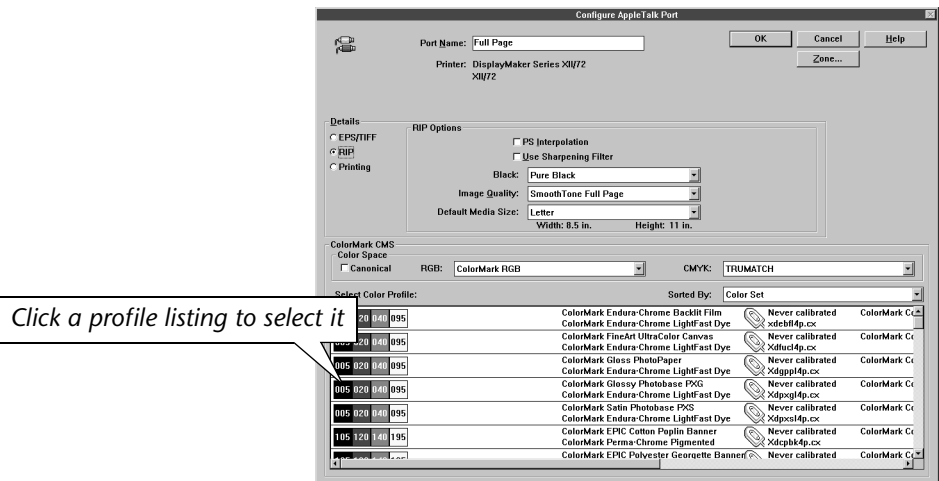 Configure AppleTalk Port
Port Name: Full Page
OK Cancel Help
Zone...
Printer: DisplayMaker Series XII/72
XII/72
Details
EPS/TIFF
RIP
Printing
RIP Options
PS Interpolation
Use Sharpening Filter
Black: Pure Black
Image Quality: SmoothTone Full Page
Default Media Size: Letter
Width: 8.5 in. Height: 11 in.
ColorMark CMS
Color Space
Canonical RGB: ColorMark RGB CMYK: TRUMATCH
Select Color Profile: Sorted By: Color Set
Click a profile listing to select it
20 040 095 ColorMark Endura-Chrome Backlit Film Never calibrated ColorMark
ColorMark Endura-Chrome LightFast Dye xdebfl4p.cx
040 095 ColorMark FineArt UltraColor Canvas Never calibrated ColorMark
ColorMark Endura-Chrome LightFast Dye Xdfucl4p.cx
005 020 040 095 ColorMark Gloss PhotoPaper Never calibrated ColorMark
ColorMark Endura-Chrome LightFast Dye Xdgppl4p.cx
005 020 040 095 ColorMark Glossy Photobase PXG Never calibrated ColorMark
ColorMark Endura-Chrome LightFast Dye Xdpxgl4p.cx
005 020 040 095 ColorMark Satin Photobase PXS Never calibrated ColorMark
ColorMark Endura-Chrome LightFast Dye Xdpxsl4p.cx
105 120 140 195 ColorMark EPIC Cotton Poplin Banner Never calibrated ColorMark
ColorMark Perma-Chrome Pigmented Xdcpbk4p.cx
ColorMark EPIC Polyester Georgette Banner Never calibrated ColorMark